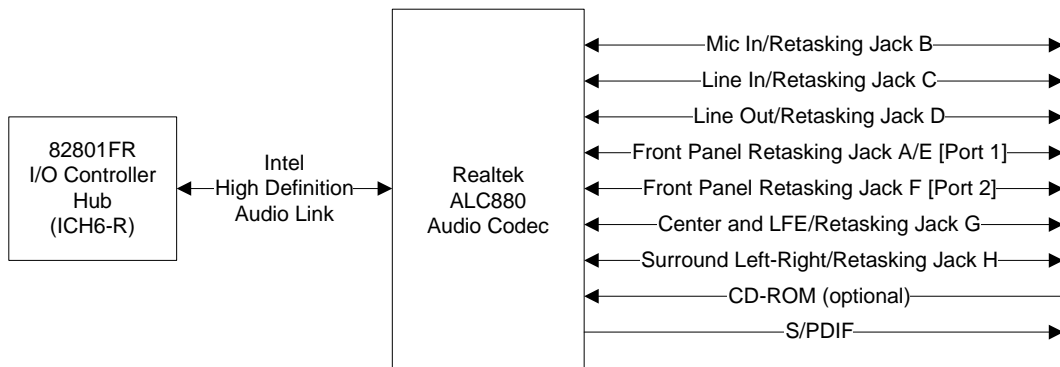 82801FR
I/O Controller
Hub
(ICH6-R)
Intel
High Definition
Audio Link
Realtek
ALC880
Audio Codec
Mic In/Retasking Jack B
Line In/Retasking Jack C
Line Out/Retasking Jack D
Front Panel Retasking Jack A/E [Port 1]
Front Panel Retasking Jack F [Port 2]
Center and LFE/Retasking Jack G
Surround Left-Right/Retasking Jack H
CD-ROM (optional)
S/PDIF